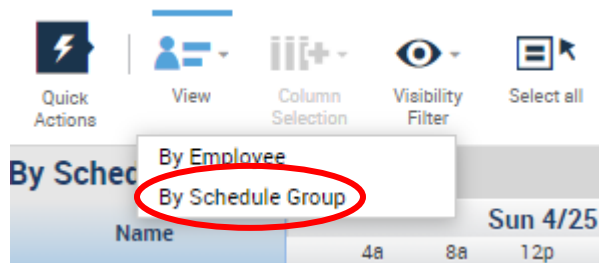 Quick Actions
View
Column Selection
Visibility Filter
Select all
By Employee
By Sched
By Schedule Group
Name
Sun 4/25
4a 8a 12p